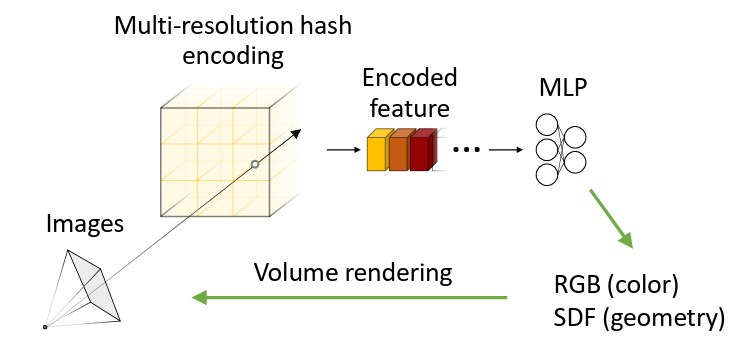 Multi-resolution hash
encoding
Encoded
feature
MLP
Images
Volume rendering
RGB (color)
SDF (geometry)